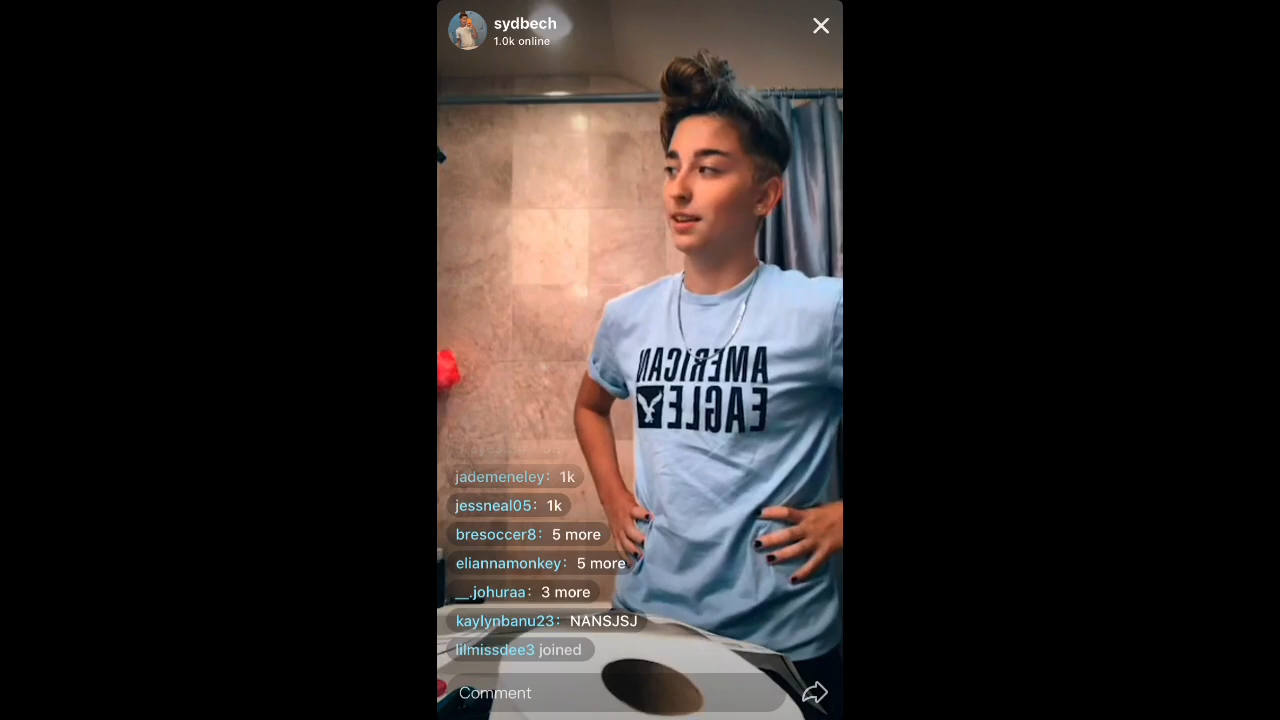 sydbech
1.0k online
AMERICAN
EAGLE
jademeneley: 1k
jessneal05: 1k
bresoccer8: 5 more
eliannamonkey: 5 more
__.johuraa: 3 more
kaylynbanu23: NANSJSJ
lilmissdee3 joined
Comment